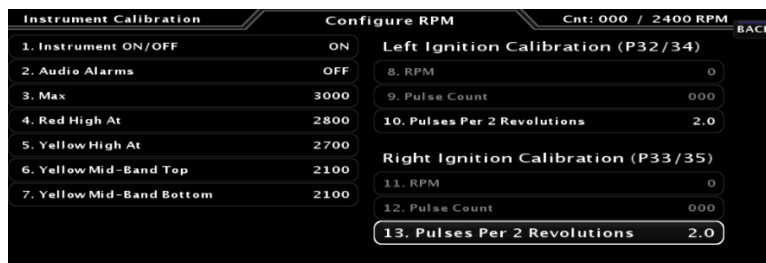 Instrument Calibration
Configure RPM
Cnt: 000 / 2400 RPM
BACK
1. Instrument ON/OFF ON
2. Audio Alarms OFF
3. Max 3000
4. Red High At 2800
5. Yellow High At 2700
6. Yellow Mid-Band Top 2100
7. Yellow Mid-Band Bottom 2100
Left Ignition Calibration (P32/34)
8. RPM 0
9. Pulse Count 000
10. Pulses Per 2 Revolutions 2.0
Right Ignition Calibration (P33/35)
11. RPM 0
12. Pulse Count 000
13. Pulses Per 2 Revolutions 2.0